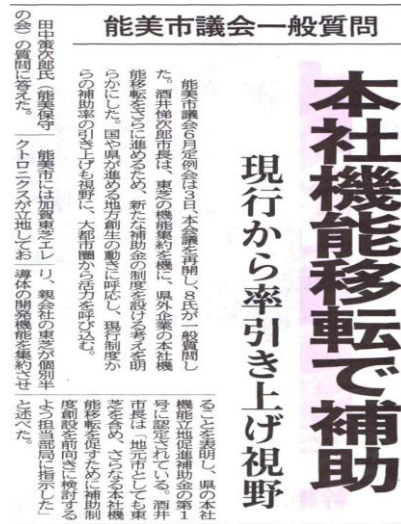 能美市議会一般質問
本社機能移転で補助
現行から率引き上げ視野
能美市議会6月定例会は3日、本会議を再開し、8氏が一般質問し
た。酒井悌次郎市長は、東芝の機能集約を機に、県外企業の本社機
能移転をさらに進めるため、新たな補助金の制度を設ける考えを明
らかにした。国や県が進める地方創生の動きに呼応し、現行制度か
らの補助率の引き上げも視野に、大都市圏から活力を呼び込む。
田中策次郎氏（能美保守
の会）の質問に答えた。
能美市には加賀東芝エレ
クトロニクスが立地してお
り、親会社の東芝が個別半
導体の開発機能を集約させ
ることを表明し、県の本社
機能立地促進補助金の第1
号に認定されている。酒井
市長は「地元市としても東
芝を含め、さらなる本社機
能移転を促すために補助制
度創設を前向きに検討する
よう担当部局に指示した」
と述べた。